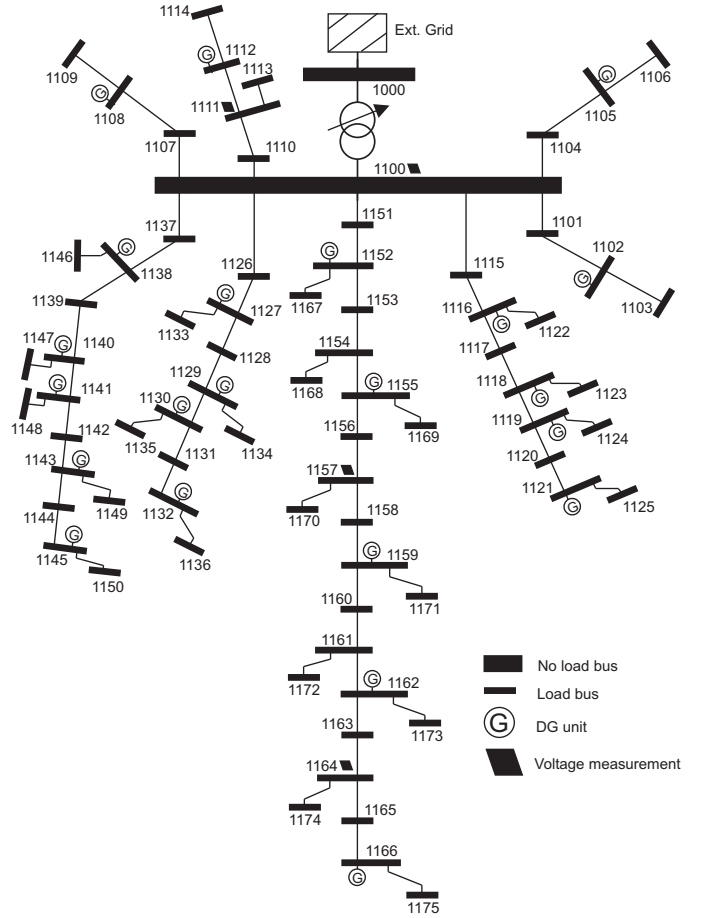 1114
Ext. Grid
1109
G
1112
1106
G
1113
G
1108
1111
1000
1105
1107
1110
1104
1100
1137
1151
1101
G
1146
1138
1126
G
1152
1115
1102
G
1139
G
1127
1167
1153
1116
G
1122
1103
1133
1147
G
1140
1128
1154
1117
1129
G
1168
G
1155
1118
G
1123
G
1141
1130
G
1148
1142
1135
1131
1134
1156
1169
1119
G
1124
1143
G
1157
1120
1149
1132
G
1170
1158
1121
G
1125
1144
G
1145
1150
1136
G
1159
1160
1171
1161
No load bus
1172
G
1162
Load bus
1163
1173
G
DG unit
1164
Voltage measurement
1174
1165
1166
G
1175